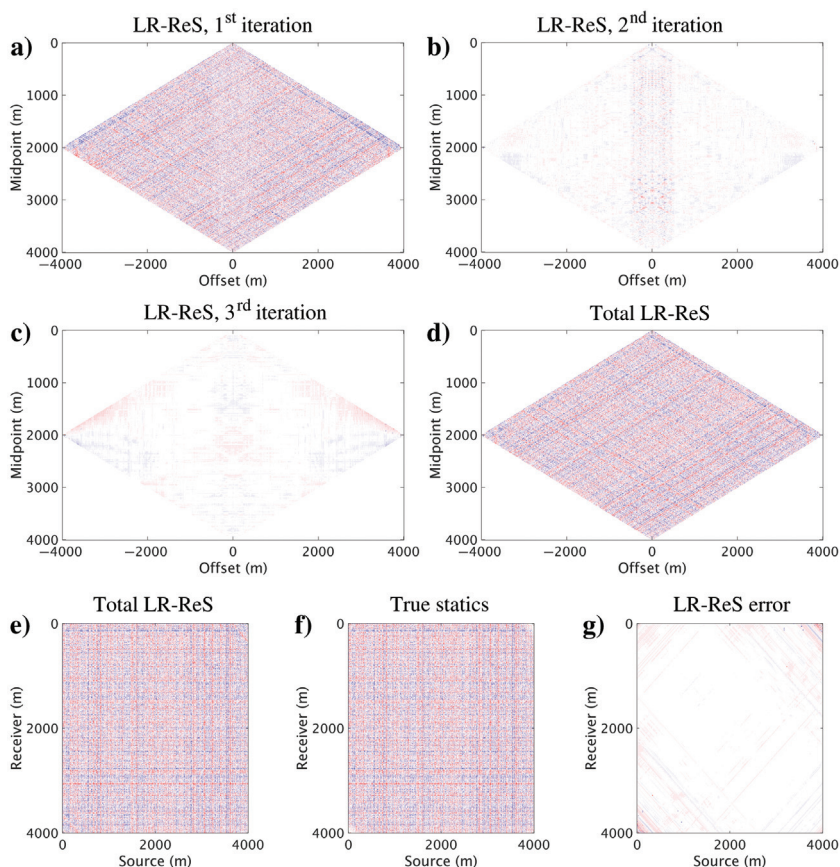 LR-ReS, 1st iteration
a)
0
1000
2000
3000
4000
Midpoint (m)
−4000 −2000 0 2000 4000
Offset (m)
LR-ReS, 2nd iteration
b)
0
1000
2000
3000
4000
Midpoint (m)
−4000 −2000 0 2000 4000
Offset (m)
LR-ReS, 3rd iteration
c)
0
1000
2000
3000
4000
Midpoint (m)
−4000 −2000 0 2000 4000
Offset (m)
Total LR-ReS
d)
0
1000
2000
3000
4000
Midpoint (m)
−4000 −2000 0 2000 4000
Offset (m)
Total LR-ReS
e)
0
2000
4000
Receiver (m)
0 2000 4000
Source (m)
True statics
f)
0
2000
4000
Receiver (m)
0 2000 4000
Source (m)
LR-ReS error
g)
0
2000
4000
Receiver (m)
0 2000 4000
Source (m)